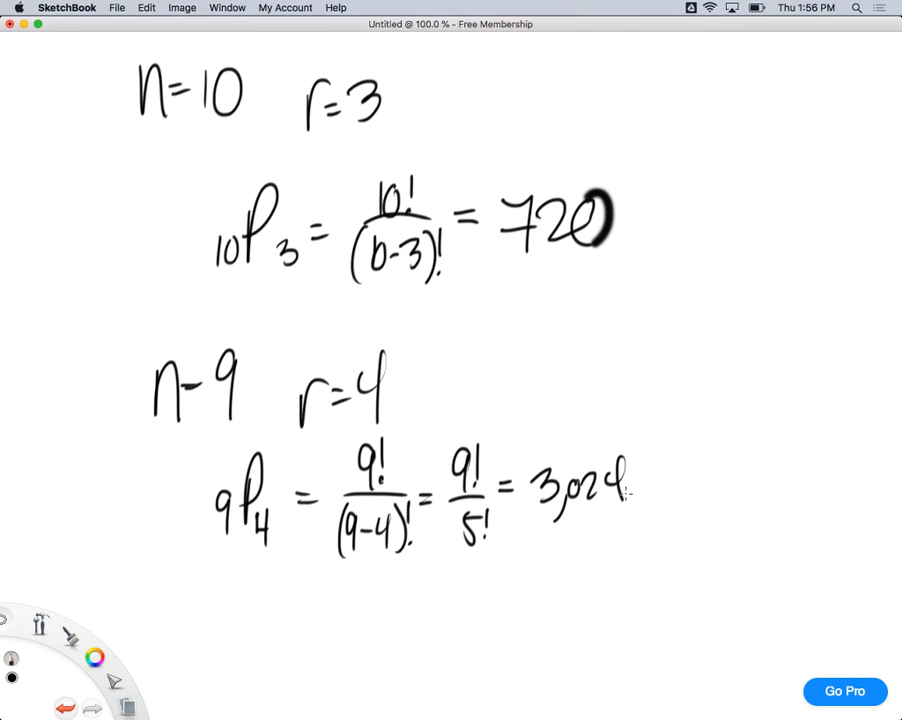 SketchBook File Edit Image Window My Account Help Thu 1:56 PM
Untitled @ 100.0 % - Free Membership
n=10 r=3
10P3 = 10!/(10-3)! = 720
n-9 r=4
9P4 = 9!/(9-4)! = 9!/5! = 3,024
Go Pro